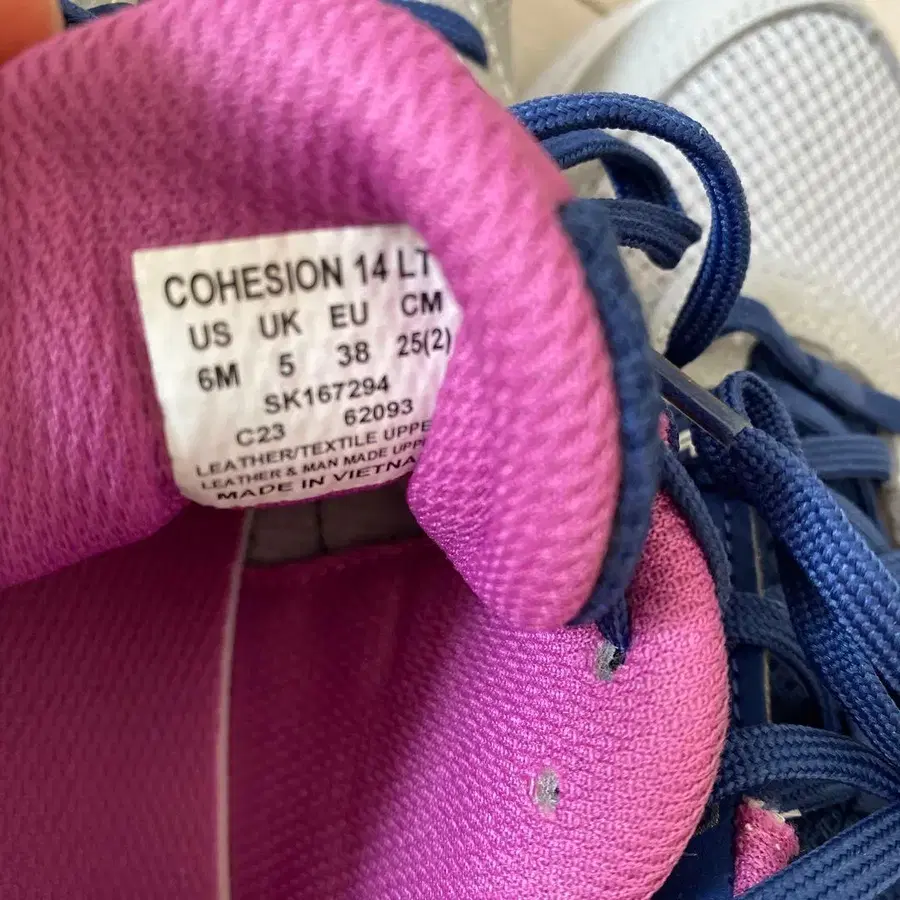 COHESION 14 LT
US UK EU CM
6M 5 38 25(2)
SK167294
C23 62093
LEATHER/TEXTILE UPPE
LEATHER & MAN MADE UPP
MADE IN VIETNA